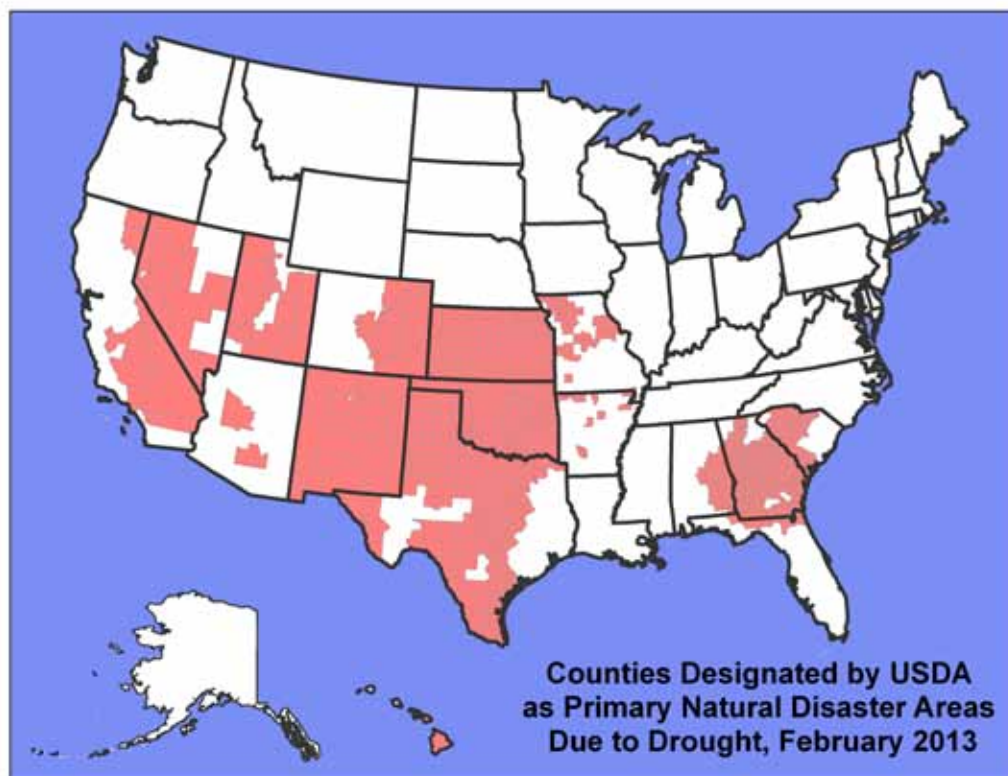 Counties Designated by USDA
as Primary Natural Disaster Areas
Due to Drought, February 2013